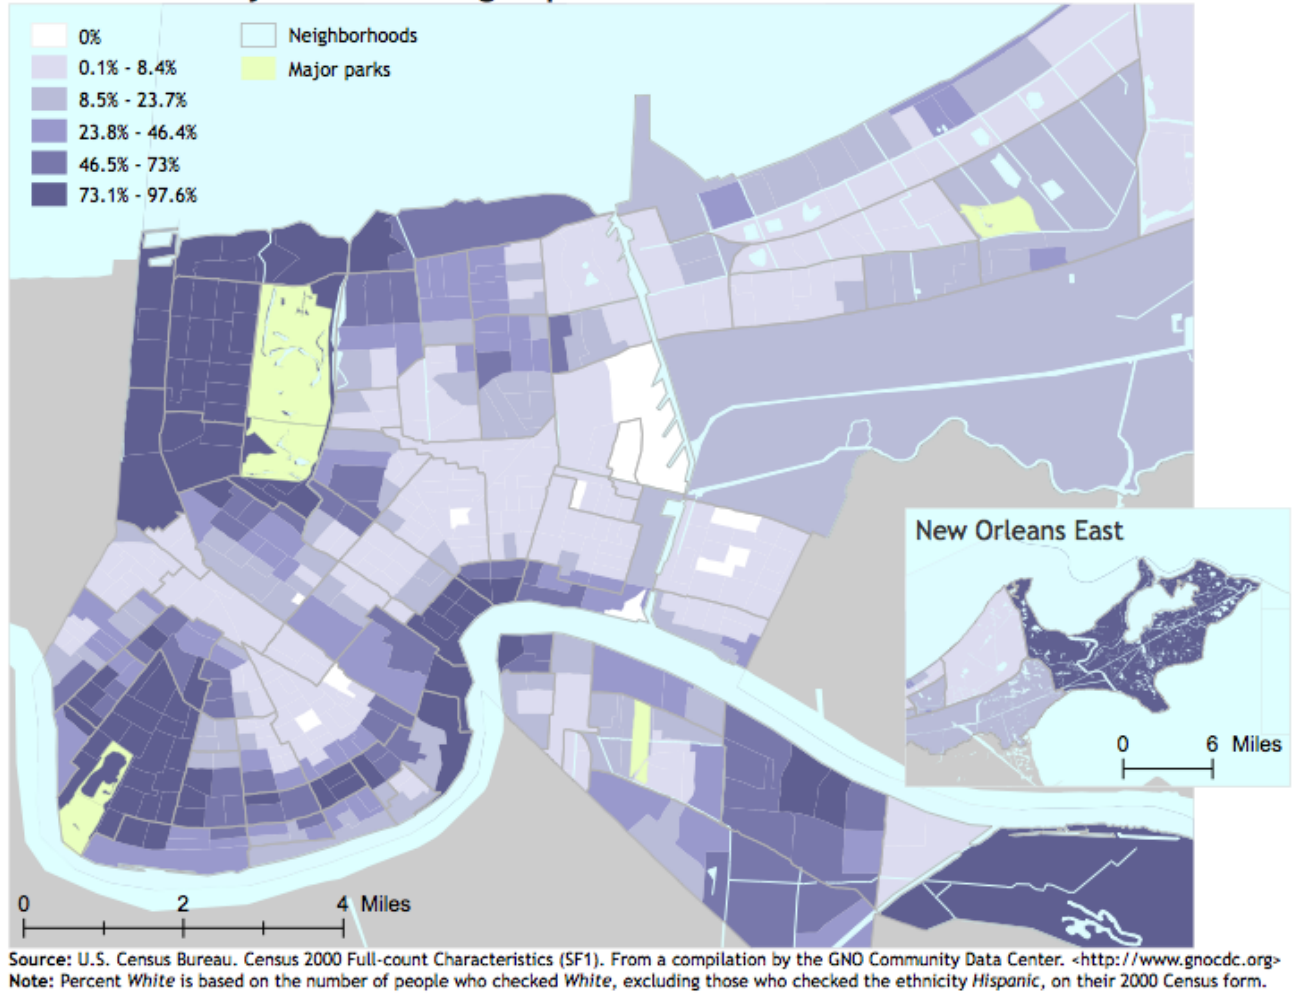 0%
0.1% - 8.4%
8.5% - 23.7%
23.8% - 46.4%
46.5% - 73%
73.1% - 97.6%
Neighborhoods
Major parks
New Orleans East
0 6 Miles
0 2 4 Miles
Source: U.S. Census Bureau. Census 2000 Full-count Characteristics (SF1). From a compilation by the GNO Community Data Center. <http://www.gnocdc.org>
Note: Percent White is based on the number of people who checked White, excluding those who checked the ethnicity Hispanic, on their 2000 Census form.